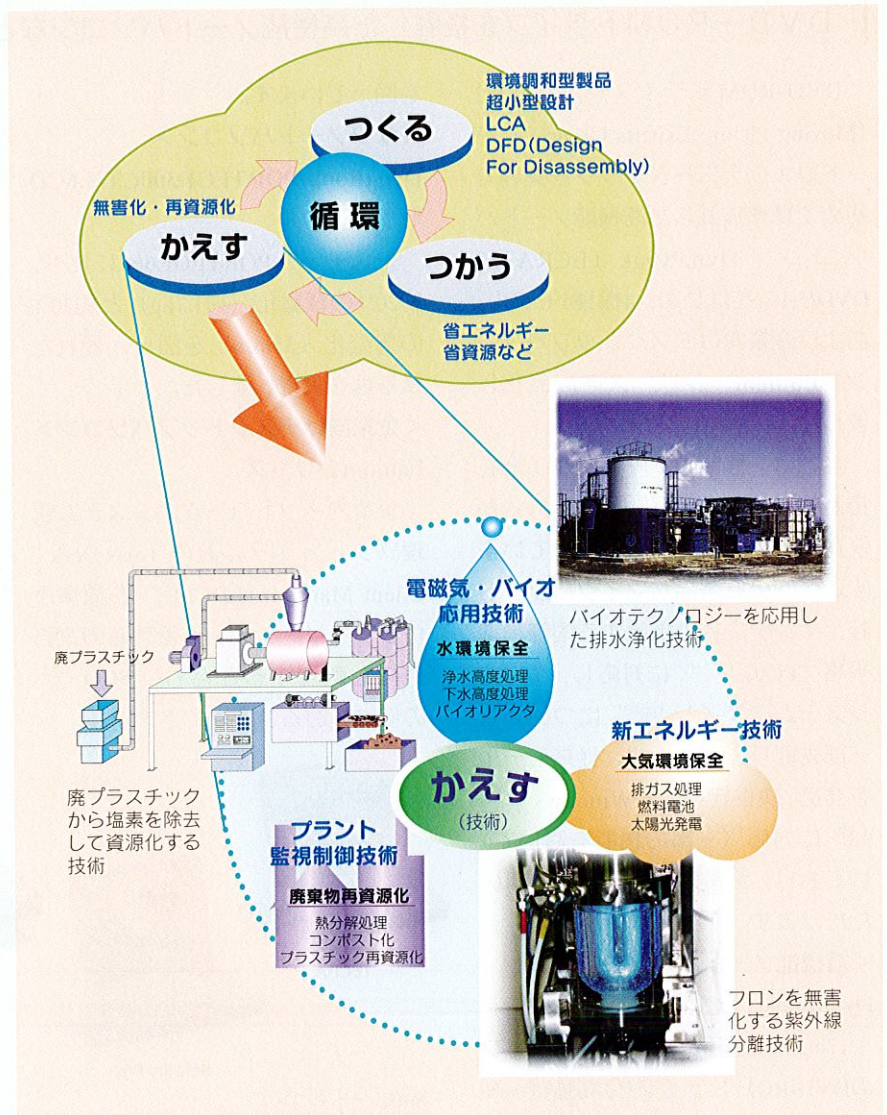 つくる
環境調和型製品
超小型設計
LCA
DFD(Design
For Disassembly)
循環
無害化・再資源化
かえす
つかう
省エネルギー
省資源など
バイオテクノロジーを応用し
た排水浄化技術
電磁気・バイオ
応用技術
水環境保全
浄水高度処理
下水高度処理
バイオリアクタ
廃プラスチック
廃プラスチック
から塩素を除去
して資源化する
技術
新エネルギー技術
大気環境保全
排ガス処理
燃料電池
太陽光発電
かえす
(技術)
プラント
監視制御技術
廃棄物再資源化
熱分解処理
コンポスト化
プラスチック再資源化
フロンを無害
化する紫外線
分離技術